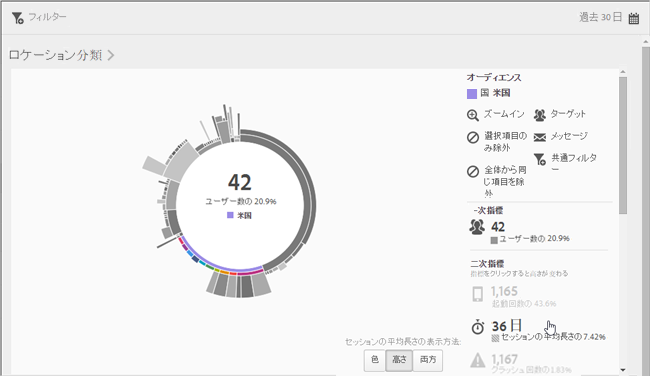 フィルター
過去 30 日
ロケーション分類
オーディエンス
国 米国
ズームイン
ターゲット
選択項目の
み除外
メッセージ
共通フィルタ
ー
全体から同
じ項目を除
外
42
ユーザー数の 20.9%
米国
次指標
42
ユーザー数の 20.9%
二次指標
指標をクリックすると高さが 変わる
1,165
起動回数の 43.6%
36 日
セッションの平均長さの 7.42%
1,167
クラッシュ回数の1.83%
セッションの平均長さの表示方法:
色
高さ
両方